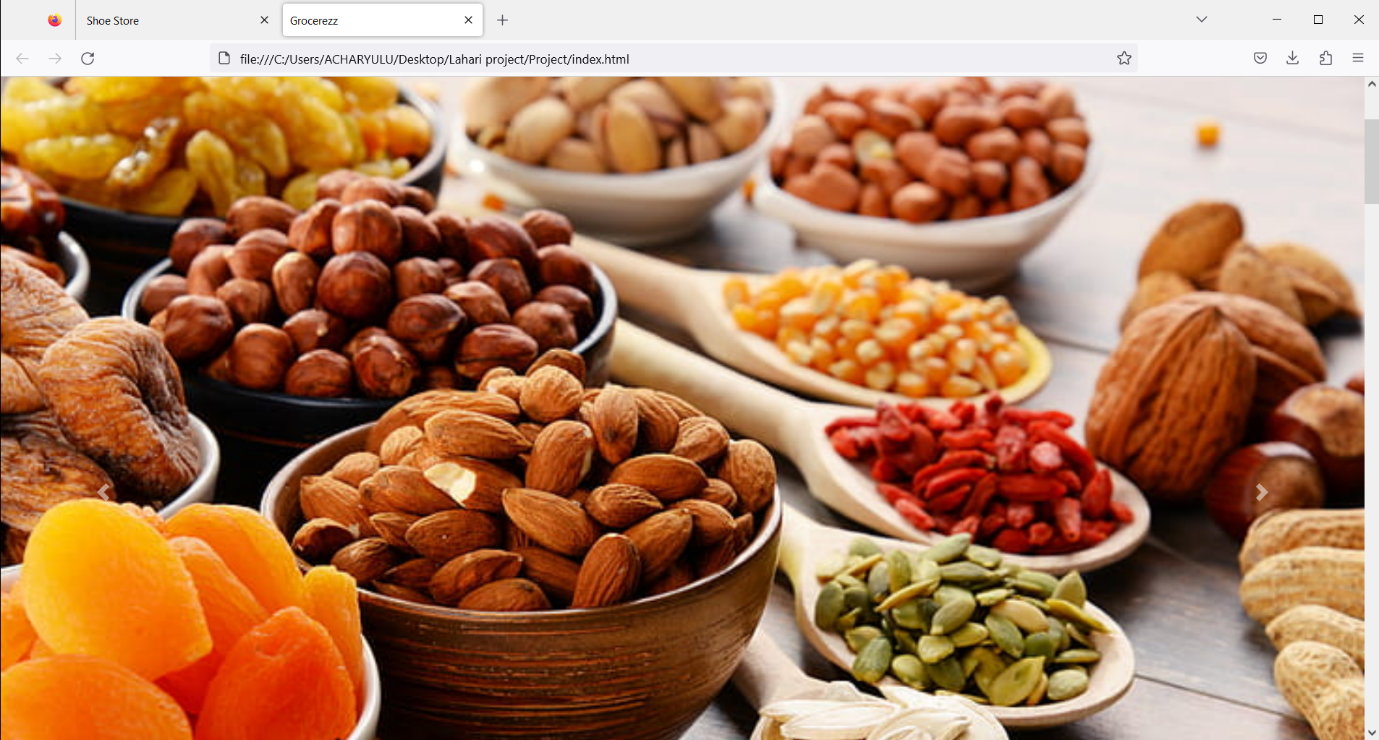 Shoe Store
Grocerezz
file:///C:/Users/ACHARYULU/Desktop/Lahari project/Project/index.html